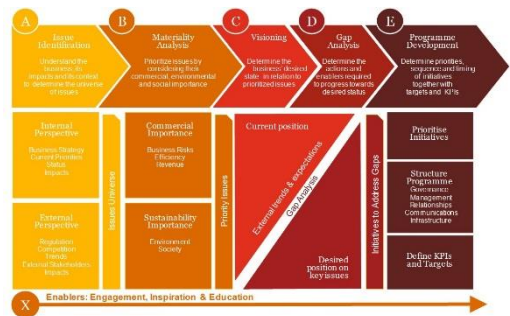 A
Issue
Identification
Understand the
business, its
impacts and its context
to determine the universe
of issues
B
Materiality
Analysis
Prioritize issues by
considering their
commercial, environmental
and social importance
C
Visioning
Determine the
business' desired
state in relation to
prioritized issues
D
Gap
Analysis
Determine the
actions and
enablers required
to progress towards
desired status
E
Programme
Development
Determine priorities,
sequence and timing
of initiatives
together with
targets and KPIs
Internal
Perspective
Business Strategy
Current Priorities
Status
Impacts
External
Perspective
Regulation
Competition
Trends
External Stakeholders
Impacts
Issues Universe
Commercial
Importance
Business Risks
Efficiency
Revenue
Sustainability
Importance
Environment
Society
Priority Issues
Current position
External trends & expectations
Gap Analysis
Desired
position on
key issues
Initiatives to Address Gaps
Prioritise
Initiatives
Structure
Programme
Governance
Management
Relationships
Communications
Infrastructure
Define KPIs
and Targets
X
Enablers: Engagement, Inspiration & Education